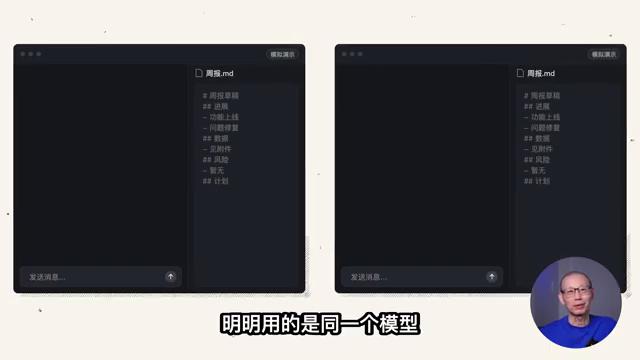 模拟演示
周报.md
# 周报草稿
## 进展
- 功能上线
- 问题修复
## 数据
- 见附件
## 风险
- 暂无
## 计划
发送消息...
模拟演示
周报.md
# 周报草稿
## 进展
- 功能上线
- 问题修复
## 数据
- 见附件
## 风险
- 暂无
## 计划
发送消息...
明明用的是同一个模型